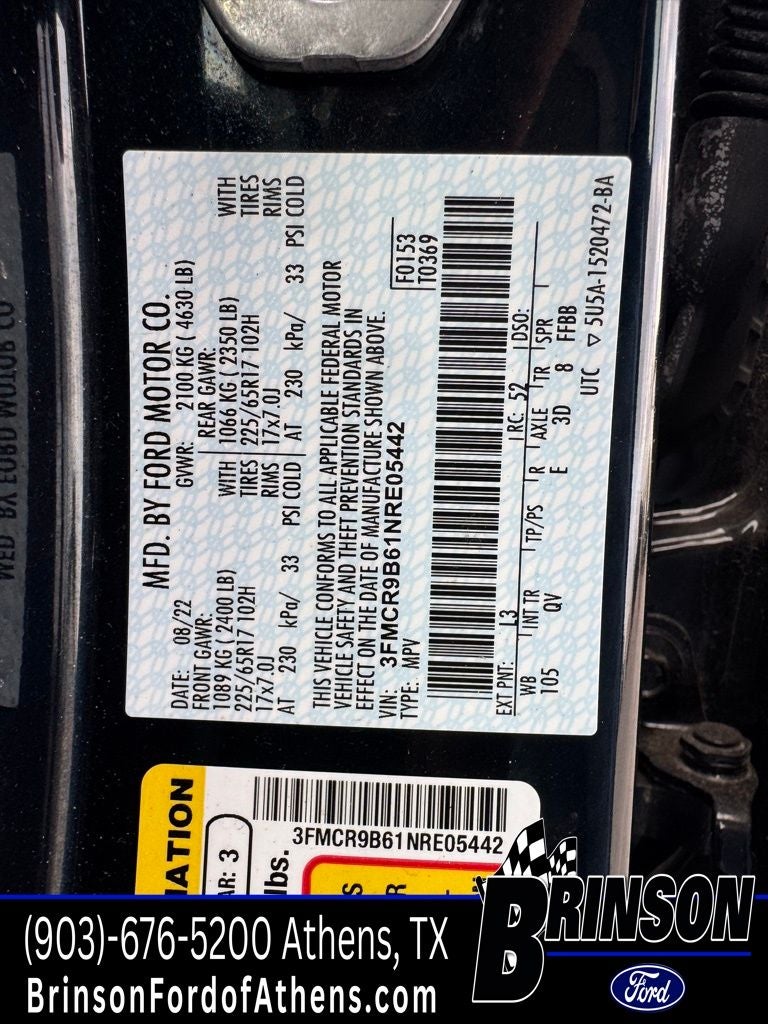 MFD. BY FORD MOTOR CO.
DATE: 08/22 GVWR: 2100 KG ( 4630 LB)
FRONT GAWR: REAR GAWR:
1089 KG ( 2400 LB) WITH 1066 KG ( 2350 LB) WITH
225/65R17 102H TIRES 225/65R17 102H TIRES
17x7.0J RIMS 17x7.0J RIMS
AT 230 kPa/ 33 PSI COLD AT 230 kPa/ 33 PSI COLD
THIS VEHICLE CONFORMS TO ALL APPLICABLE FEDERAL MOTOR
VEHICLE SAFETY AND THEFT PREVENTION STANDARDS IN
EFFECT ON THE DATE OF MANUFACTURE SHOWN ABOVE.
VIN: 3FMCR9B61NRE05442
TYPE: MPV
F0153
T0369
EXT PNT: L3 RC: 52 DSO:
WB INT TR TP/PS R AXLE TR SPR
105 QV E 3D 8 FFBB
UTC ▽ 5U5A-1520472-BA
3FMCR9B61NRE05442
MATION
AR: 3
lbs.
(903)-676-5200 Athens, TX
BrinsonFordofAthens.com
B
BRINSON
Ford